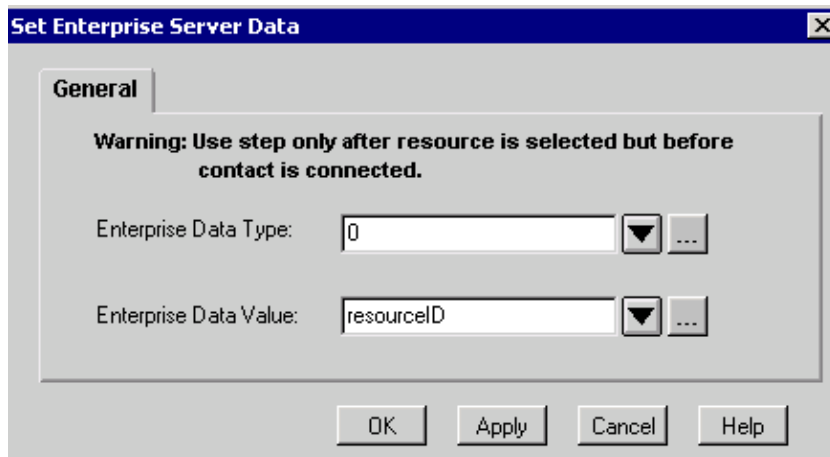 Set Enterprise Server Data
General
Warning: Use step only after resource is selected but before
contact is connected.
Enterprise Data Type: 0 ...
Enterprise Data Value: resourceID ...
OK Apply Cancel Help